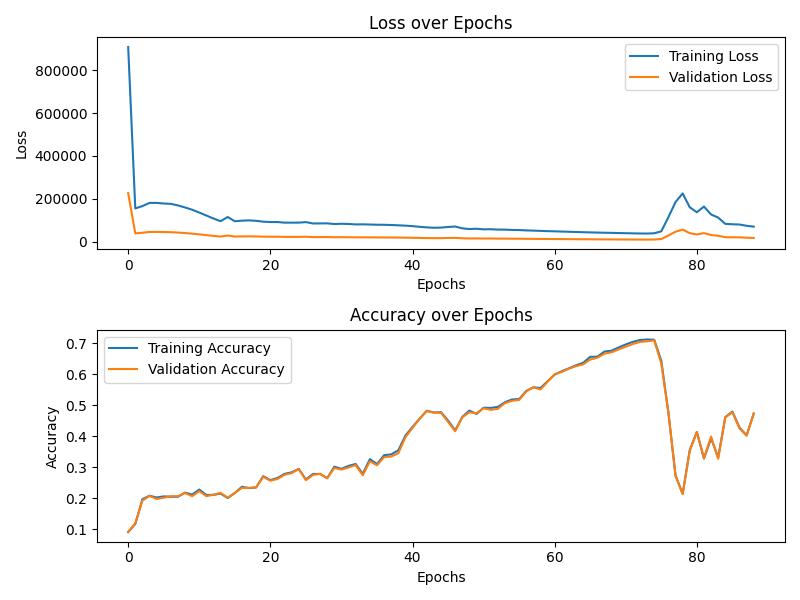 Loss over Epochs
Training Loss
Validation Loss
Loss
800000
600000
400000
200000
0
0 20 40 60 80
Epochs
Accuracy over Epochs
Training Accuracy
Validation Accuracy
Accuracy
0.7
0.6
0.5
0.4
0.3
0.2
0.1
0 20 40 60 80
Epochs